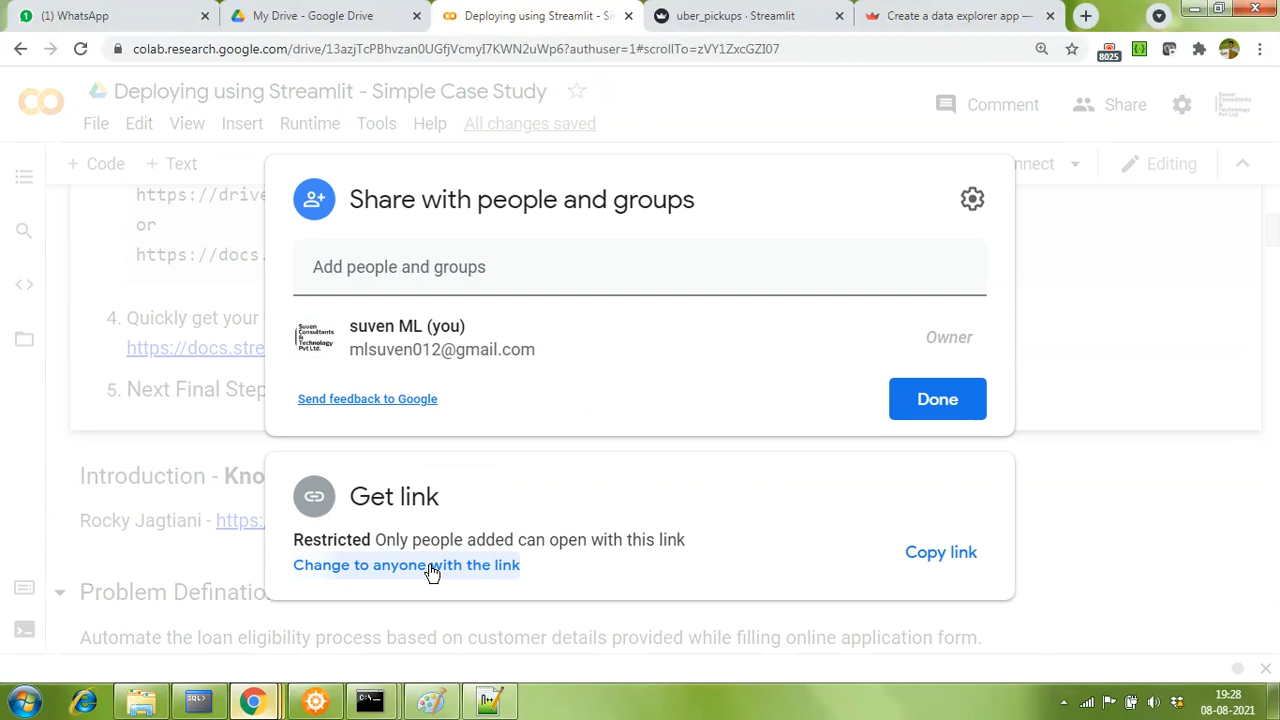 (1) WhatsApp
My Drive - Google Drive
Deploying using Streamlit - Si
uber_pickups · Streamlit
Create a data explorer app —
colab.research.google.com/drive/13azjTcPBhvzan0UGfjVcmyI7KWN2uWp6?authuser=1#scrollTo=zVY1ZxcGZI07
8025
Deploying using Streamlit - Simple Case Study
Comment
Share
File Edit View Insert Runtime Tools Help All changes saved
+ Code + Text
nnect
Editing
https://drive
or
https://docs.
4. Quickly get your
https://docs.stre
5. Next Final Step
Share with people and groups
Add people and groups
suven ML (you)
mlsuven012@gmail.com
Owner
Send feedback to Google
Done
Get link
Restricted Only people added can open with this link
Change to anyone with the link
Copy link
Introduction - Kno
Rocky Jagtiani - https:
Problem Definatio
Automate the loan eligibility process based on customer details provided while filling online application form.
19:28
08-08-2021